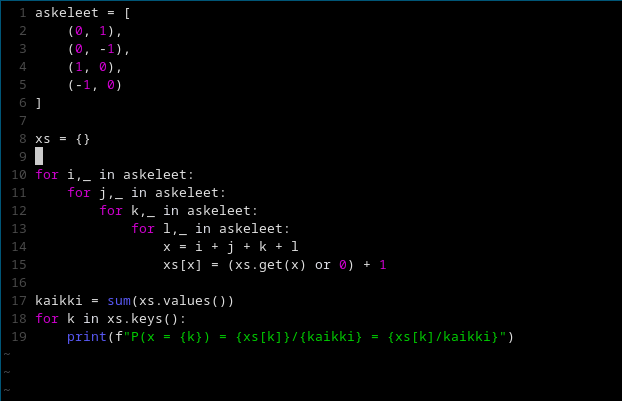 1 askeleet = [
2     (0, 1),
3     (0, -1),
4     (1, 0),
5     (-1, 0)
6 ]
7
8 xs = {}
9
10 for i,_ in askeleet:
11     for j,_ in askeleet:
12         for k,_ in askeleet:
13             for l,_ in askeleet:
14                 x = i + j + k + l
15                 xs[x] = (xs.get(x) or 0) + 1
16
17 kaikki = sum(xs.values())
18 for k in xs.keys():
19     print(f"P(x = {k}) = {xs[k]}/{kaikki} = {xs[k]/kaikki}")
~
~
~